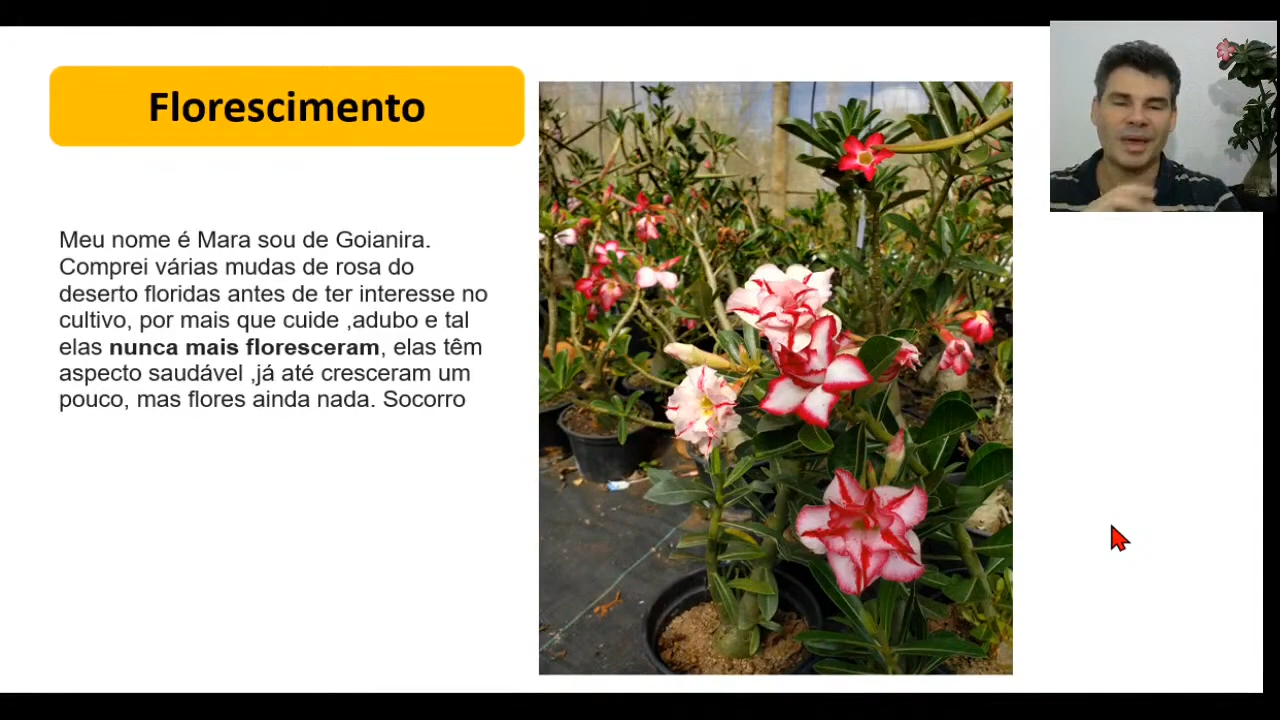 Florescimento
Meu nome é Mara sou de Goianira.
Comprei várias mudas de rosa do
deserto floridas antes de ter interesse no
cultivo, por mais que cuide ,adubo e tal
elas nunca mais floresceram, elas têm
aspecto saudável ,já até cresceram um
pouco, mas flores ainda nada. Socorro